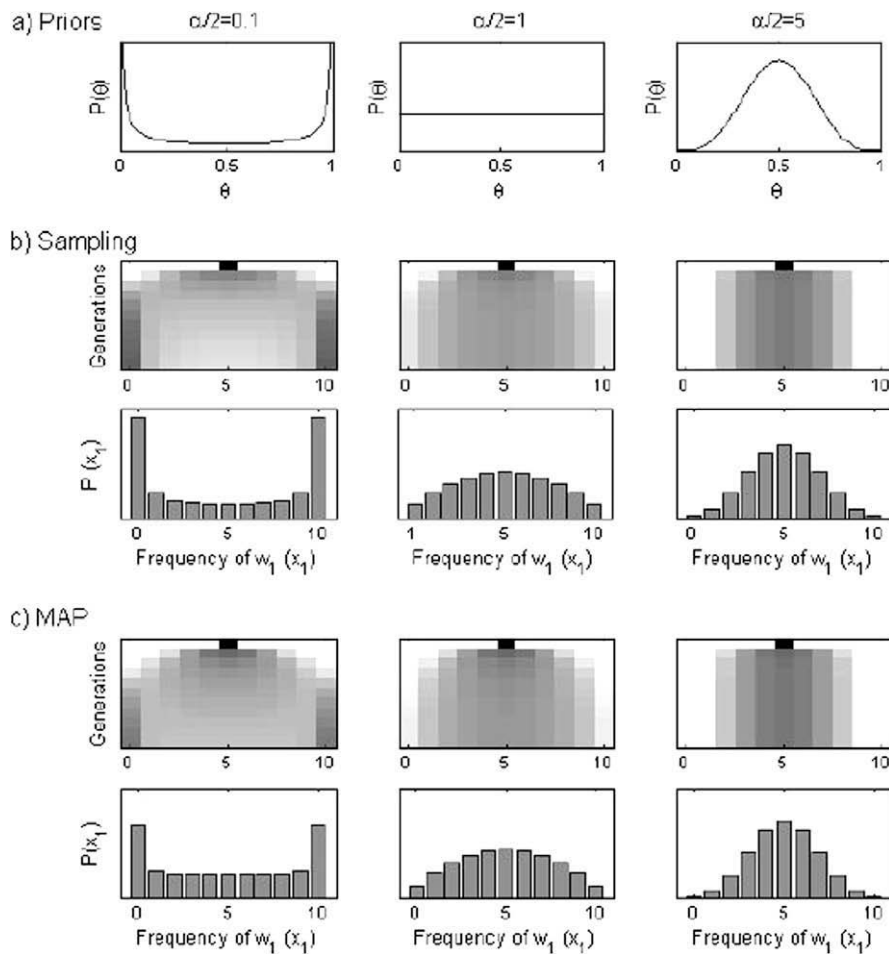 a) Priors
α/2=0.1
α/2=1
α/2=5
P(θ)
P(θ)
P(θ)
0 0.5 1
0 0.5 1
0 0.5 1
θ
θ
θ
b) Sampling
Generations
Generations
Generations
0 5 10
0 5 10
0 5 10
P (x₁)
0 5 10
1 5 10
0 5 10
Frequency of w₁ (x₁)
Frequency of w₁ (x₁)
Frequency of w₁ (x₁)
c) MAP
Generations
Generations
Generations
0 5 10
0 5 10
0 5 10
P(x₁)
0 5 10
0 5 10
0 5 10
Frequency of w₁ (x₁)
Frequency of w₁ (x₁)
Frequency of w₁ (x₁)